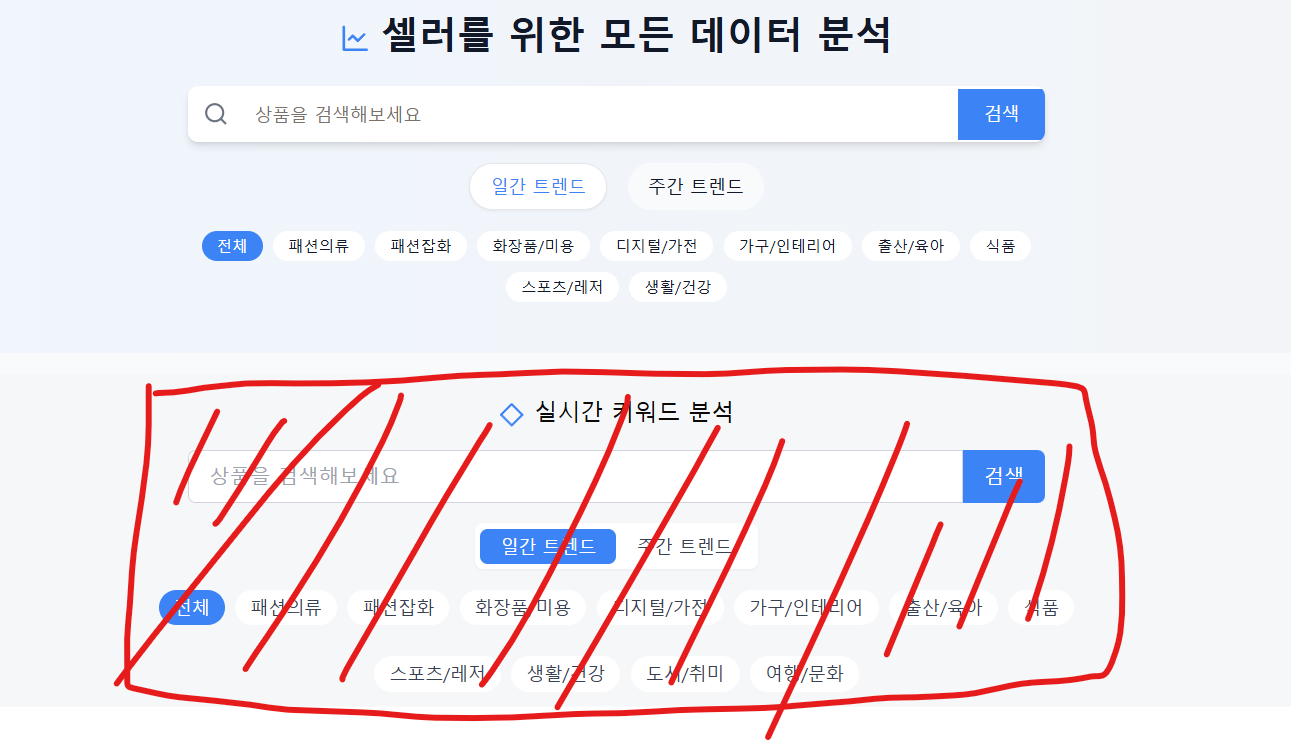 셀러를 위한 모든 데이터 분석
상품을 검색해보세요 검색
일간 트렌드 주간 트렌드
전체 패션의류 패션잡화 화장품/미용 디지털/가전 가구/인테리어 출산/육아 식품
스포츠/레저 생활/건강
실시간 키워드 분석
상품을 검색해보세요 검색
일간 트렌드 주간 트렌드
전체 패션의류 패션잡화 화장품/미용 디지털/가전 가구/인테리어 출산/육아 식품
스포츠/레저 생활/건강 도서/취미 여행/문화